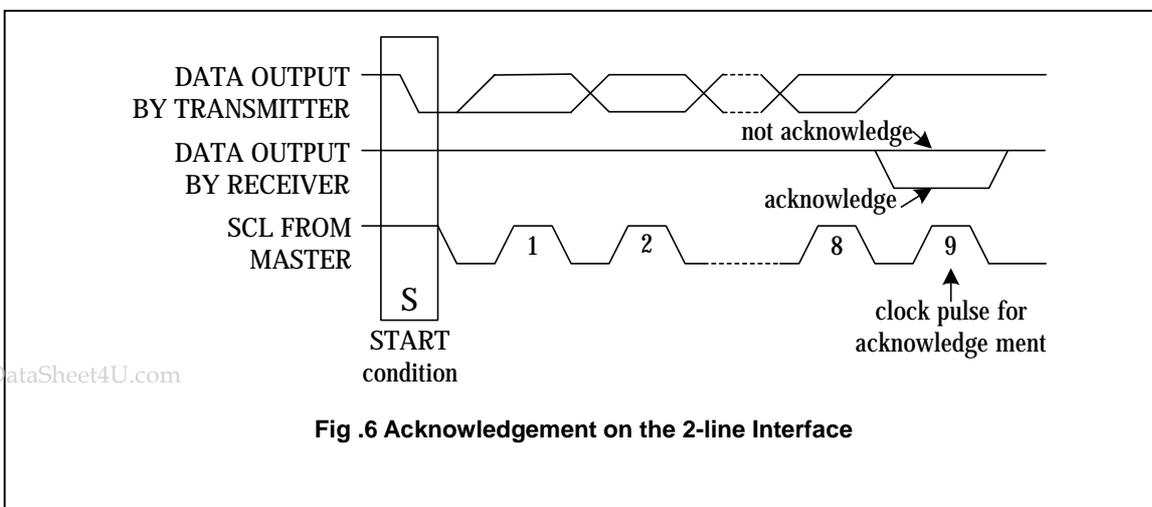 DATA OUTPUT
BY TRANSMITTER
not acknowledge
DATA OUTPUT
BY RECEIVER
acknowledge
SCL FROM
MASTER
1
2
8
9
S
clock pulse for
acknowledge ment
START
condition
DataSheet4U.com
Fig .6 Acknowledgement on the 2-line Interface